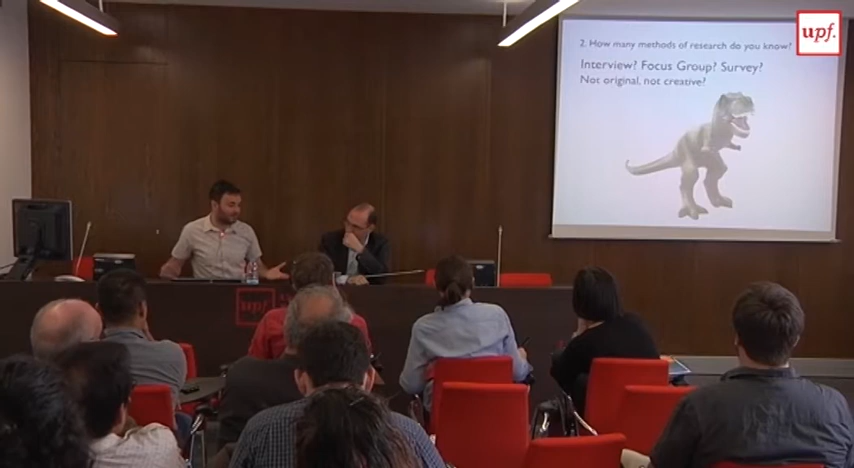 upf.
2. How many methods of research do you know?
Interview? Focus Group? Survey?
Not original, not creative?
upf.